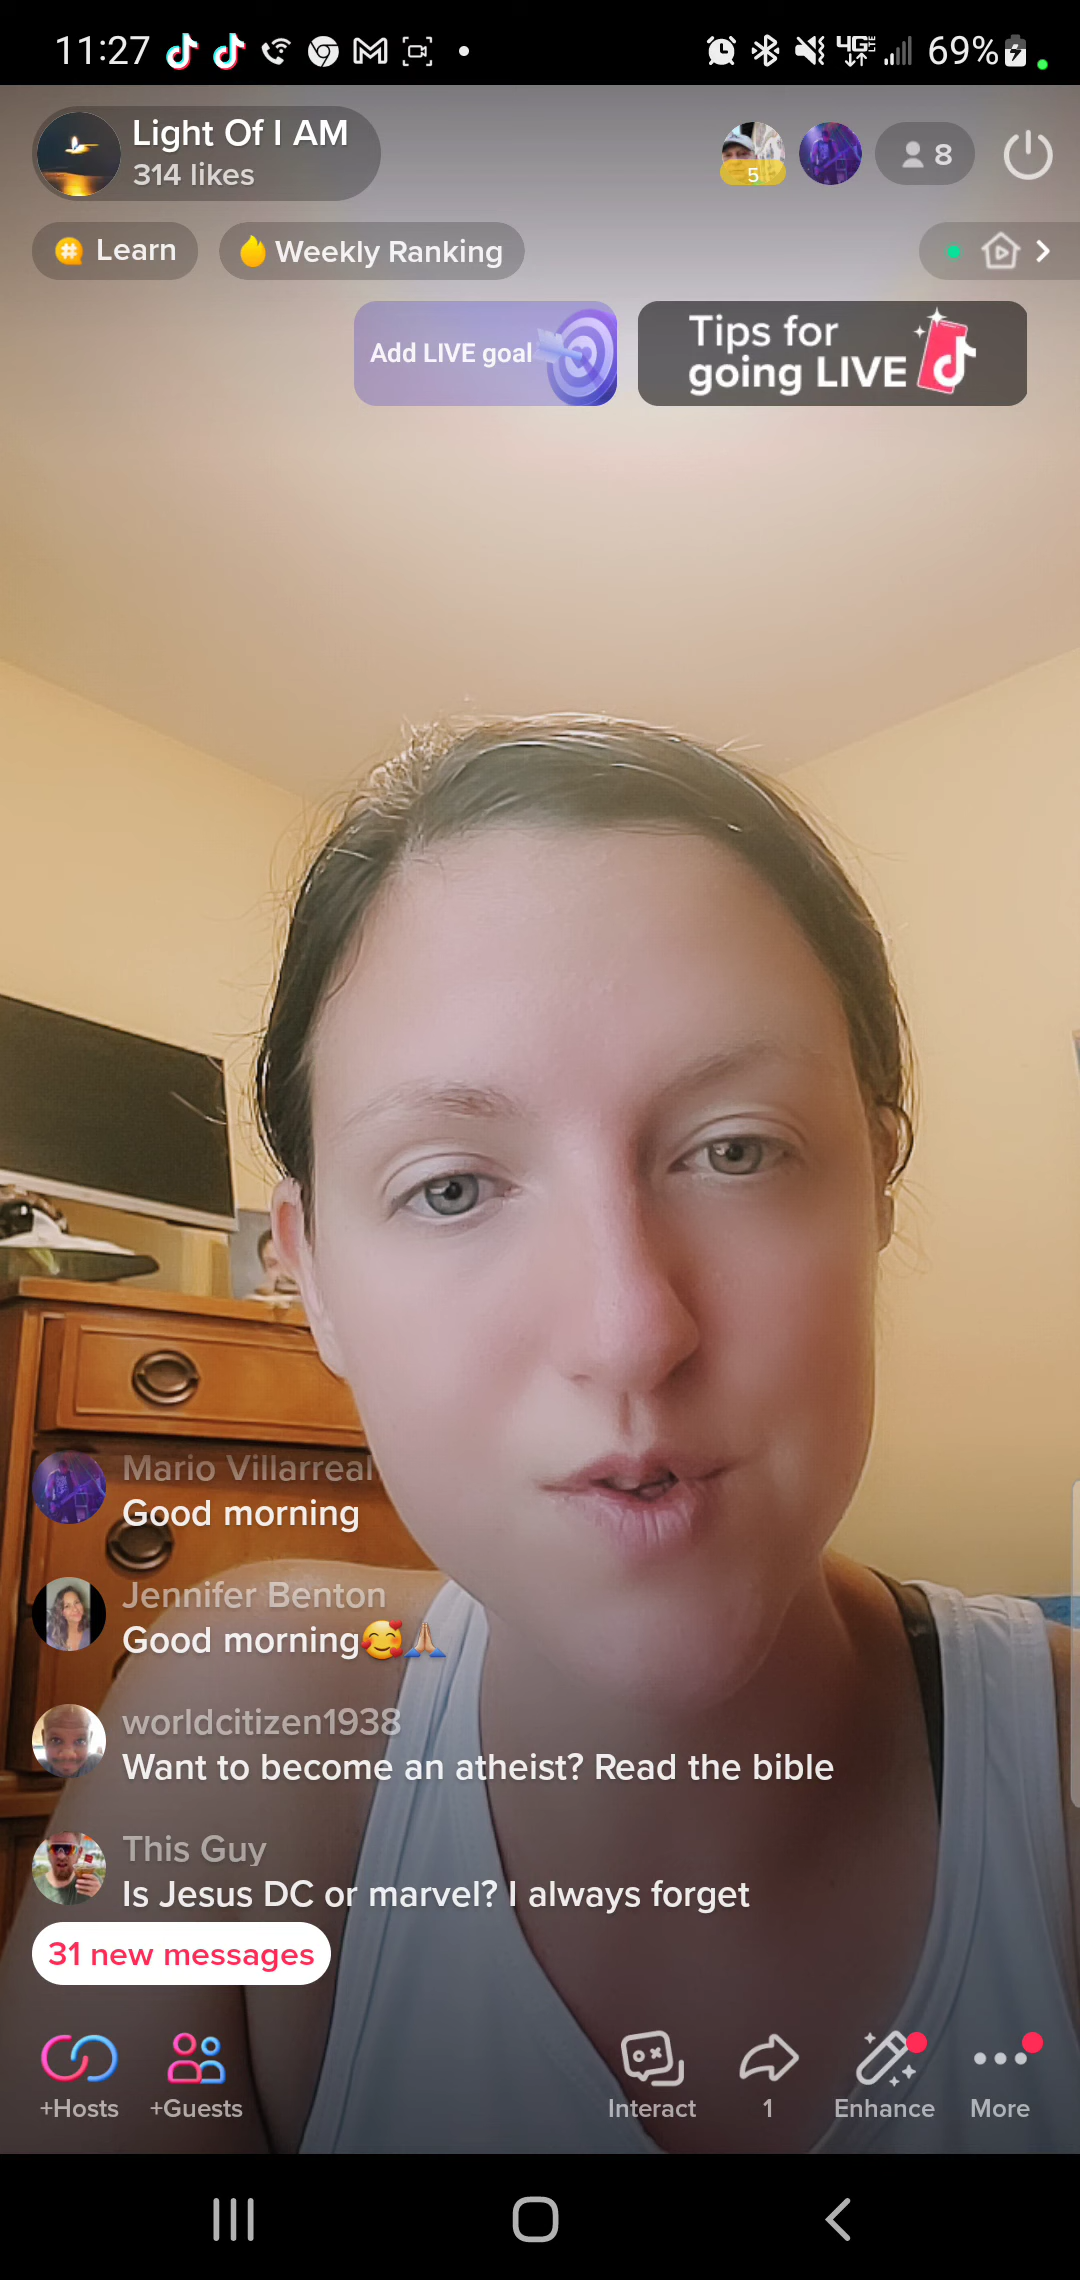 11:27
4G LTE 69%
Light Of I AM
314 likes
5
8
Learn
Weekly Ranking
Add LIVE goal
Tips for
going LIVE
Mario Villarreal
Good morning
Jennifer Benton
Good morning🥰🙏🏼
worldcitizen1938
Want to become an atheist? Read the bible
This Guy
Is Jesus DC or marvel? I always forget
31 new messages
+Hosts
+Guests
Interact
1
Enhance
More